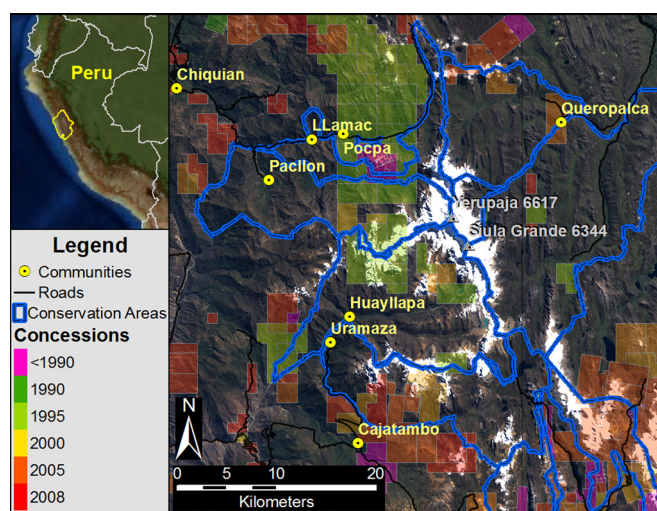 Peru
Chiquian
Queropalca
LLamac
Pocpa
Pacllon
Yerupaja 6617
Siula Grande 6344
Huayllapa
Uramaza
Cajatambo
Legend
Communities
Roads
Conservation Areas
Concessions
<1990
1990
1995
2000
2005
2008
N
0 5 10 20
Kilometers